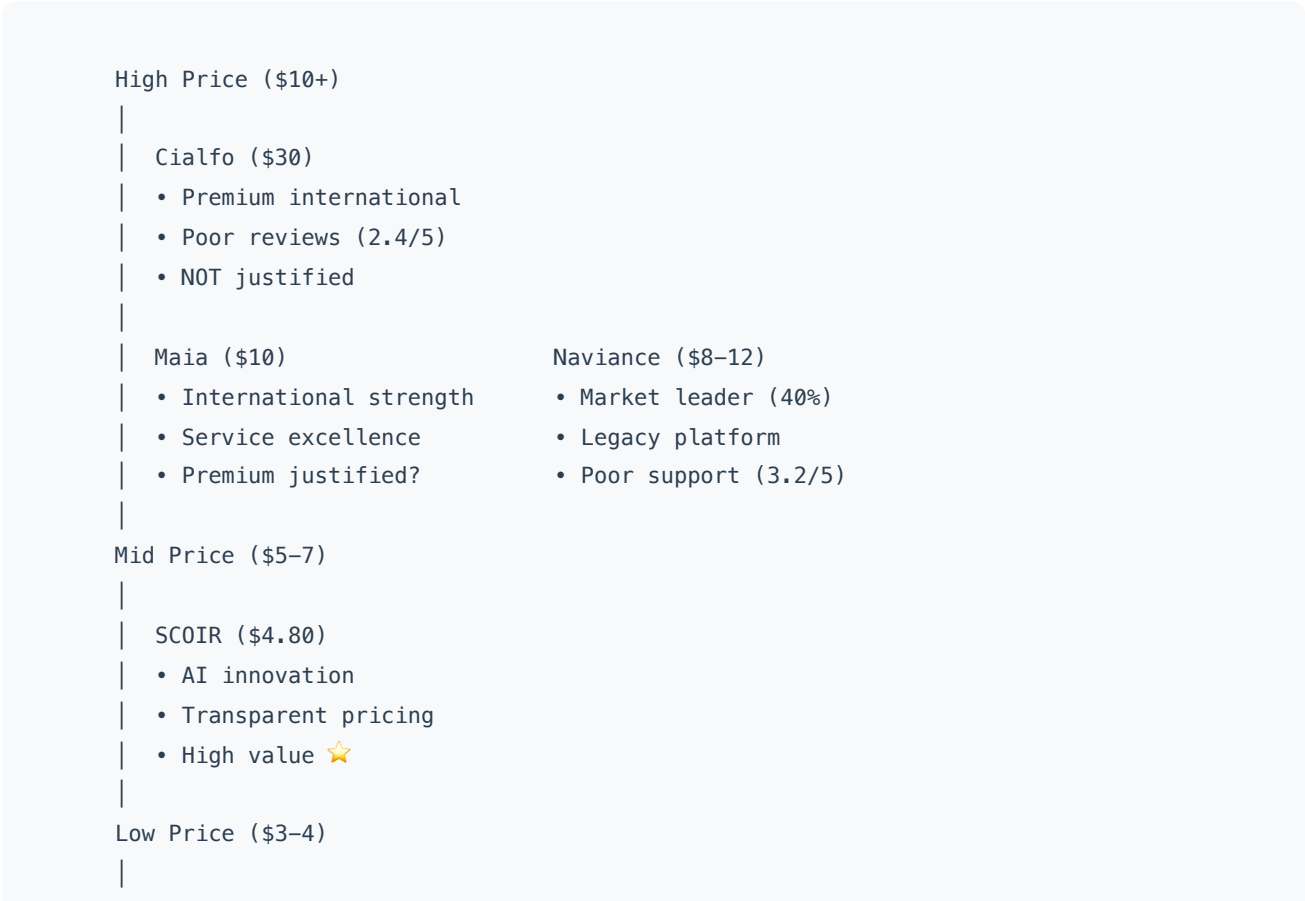 High Price ($10+)
│
│ Cialfo ($30)
│ • Premium international
│ • Poor reviews (2.4/5)
│ • NOT justified
│
│ Maia ($10) Naviance ($8–12)
│ • International strength • Market leader (40%)
│ • Service excellence • Legacy platform
│ • Premium justified? • Poor support (3.2/5)
│
Mid Price ($5–7)
│
│ SCOIR ($4.80)
│ • AI innovation
│ • Transparent pricing
│ • High value ⭐
│
Low Price ($3–4)
│